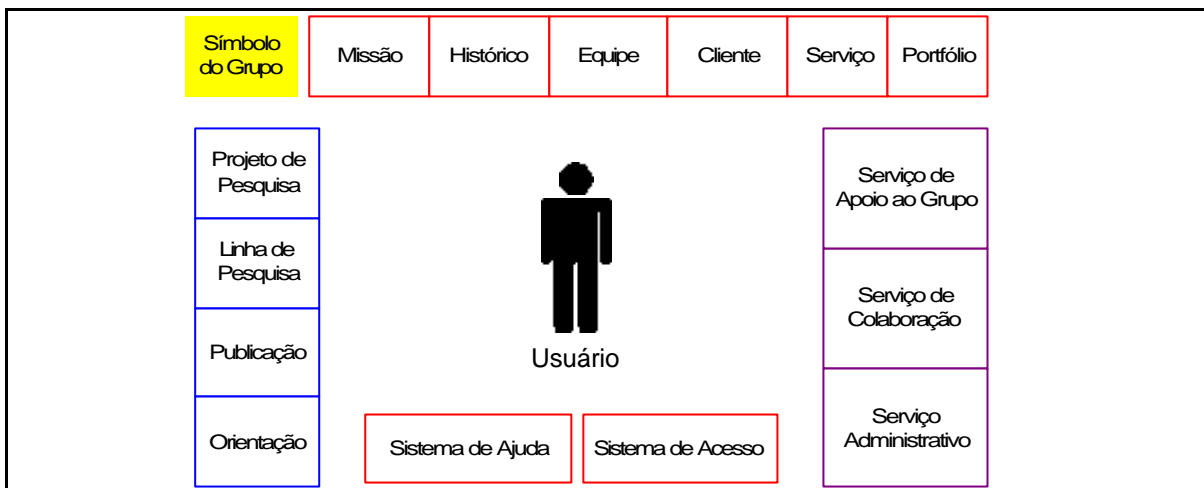 Símbolo
do Grupo
Missão
Histórico
Equipe
Cliente
Serviço
Portfólio
Projeto de
Pesquisa
Linha de
Pesquisa
Publicação
Orientação
Usuário
Sistema de Ajuda
Sistema de Acesso
Serviço de
Apoio ao Grupo
Serviço de
Colaboração
Serviço
Administrativo